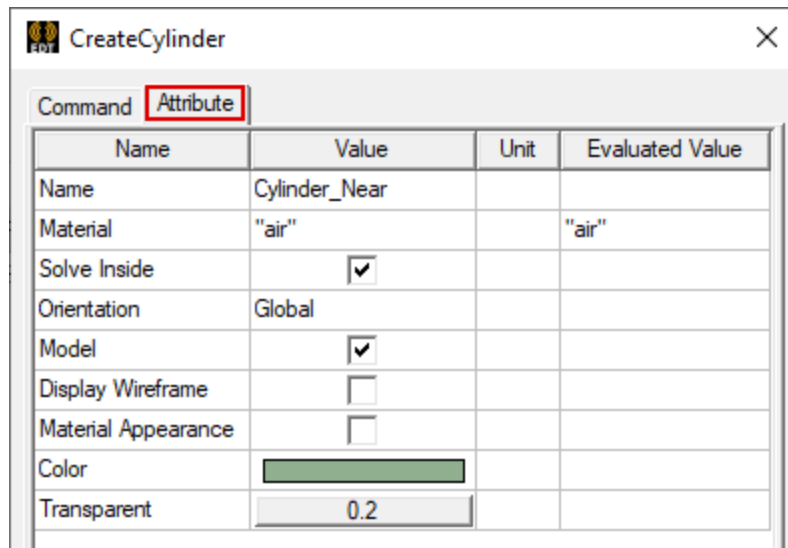 EDT CreateCylinder
Command Attribute
Name Value Unit Evaluated Value
Name Cylinder_Near
Material "air" "air"
Solve Inside
Orientation Global
Model
Display Wireframe
Material Appearance
Color
Transparent 0.2